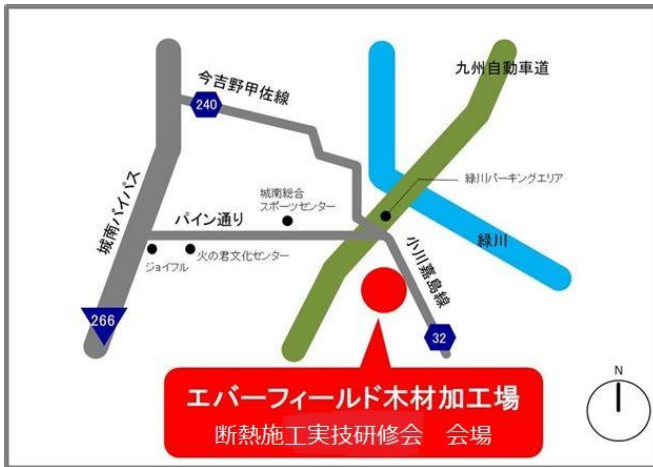 今吉野甲佐線
240
九州自動車道
緑川パーキングエリア
城南総合
スポーツセンター
城南バイパス
パイン通り
緑川
ジョイフル
火の君文化センター
小川嘉島線
266
32
エバーフィールド木材加工場
断熱施工実技研修会　会場
N